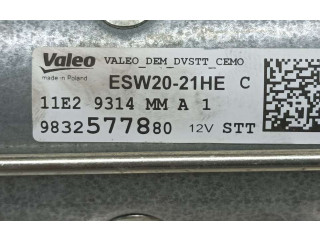 Valeo VALEO_DEM_DVSTT_CEMO
made in Poland
ESW20-21HE C
11E2 9314 MM A 1
9832577880 12V STT